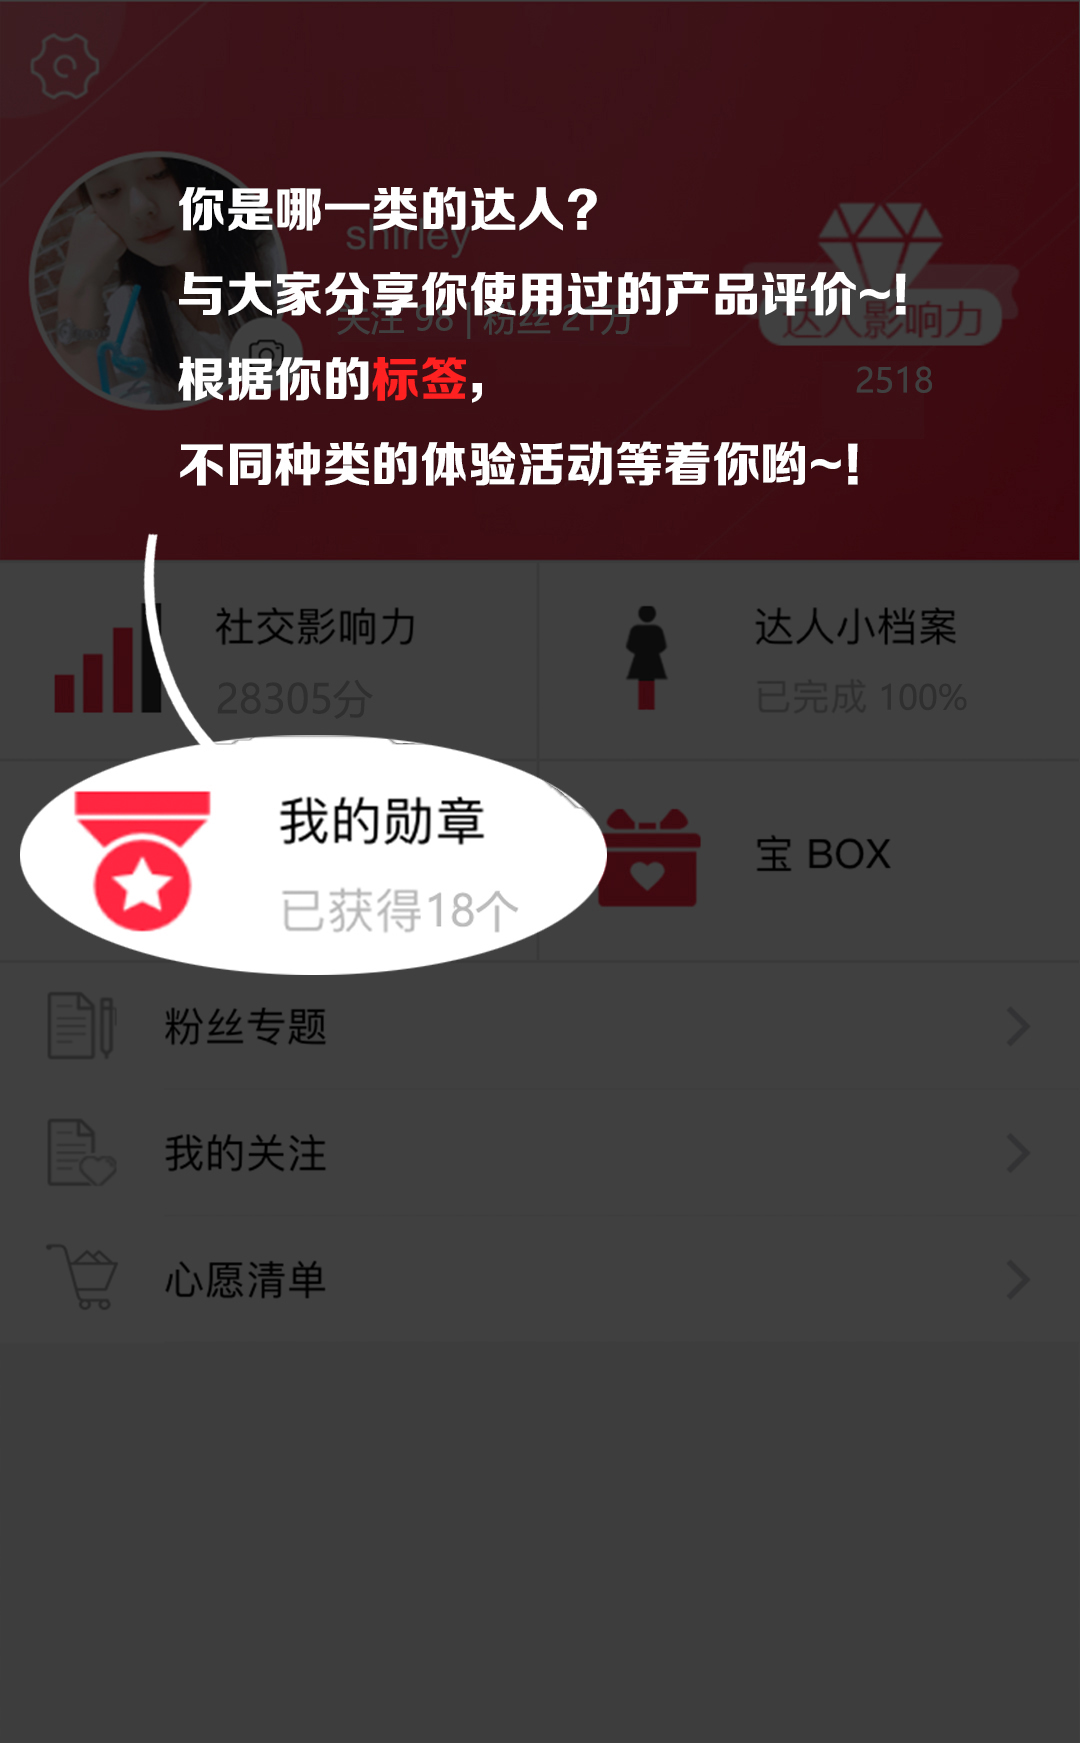 你是哪一类的达人?
shirley
与大家分享你使用过的产品评价~!
关注 98 | 粉丝 21万
达人影响力
根据你的标签,
2518
不同种类的体验活动等着你哟~!
社交影响力
28305分
达人小档案
已完成 100%
我的勋章
已获得18个
宝 BOX
粉丝专题
我的关注
心愿清单